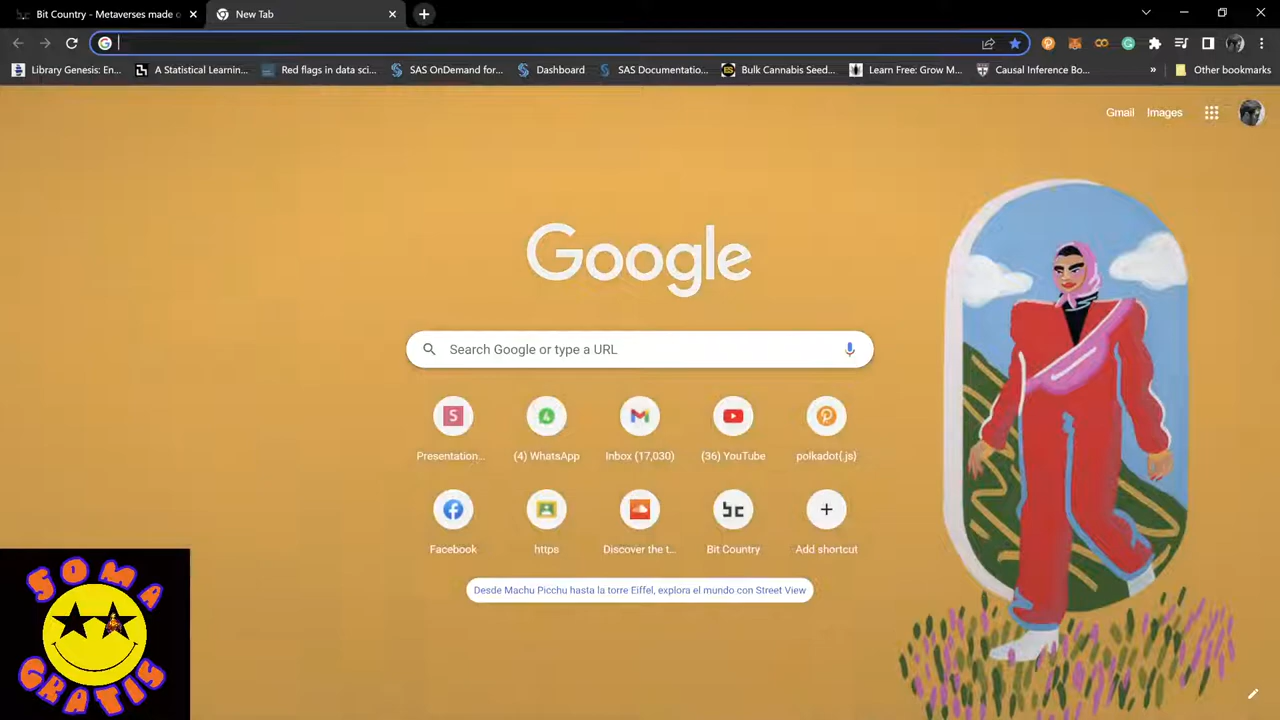 Bit Country - Metaverses made o
New Tab
Library Genesis: En...
A Statistical Learnin...
Red flags in data sci...
SAS OnDemand for...
Dashboard
SAS Documentatio...
Bulk Cannabis Seed...
Learn Free: Grow M...
Causal Inference Bo...
»
Other bookmarks
Gmail
Images
Google
Search Google or type a URL
S
Presentation...
(4) WhatsApp
Inbox (17,030)
(36) YouTube
polkadot{.js}
Facebook
https
Discover the t...
bc
Bit Country
Add shortcut
Desde Machu Picchu hasta la torre Eiffel, explora el mundo con Street View
SOMA
GRATIS